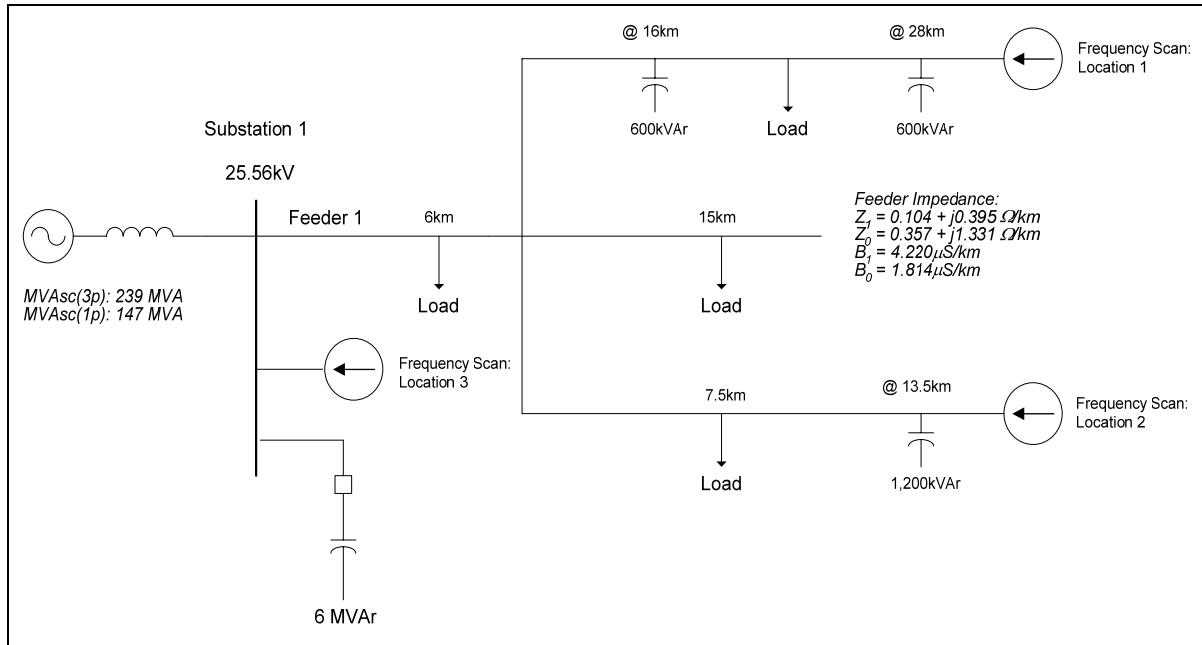 @ 16km
@ 28km
Frequency Scan:
Location 1
600kVAr
Load
600kVAr
Substation 1
25.56kV
Feeder 1
6km
15km
Feeder Impedance:
Z1 = 0.104 + j0.395 Ω/km
Z0 = 0.357 + j1.331 Ω/km
B1 = 4.220μS/km
B0 = 1.814μS/km
MVAsc(3p): 239 MVA
MVAsc(1p): 147 MVA
Load
Load
Frequency Scan:
Location 3
7.5km
@ 13.5km
Frequency Scan:
Location 2
Load
1,200kVAr
6 MVAr